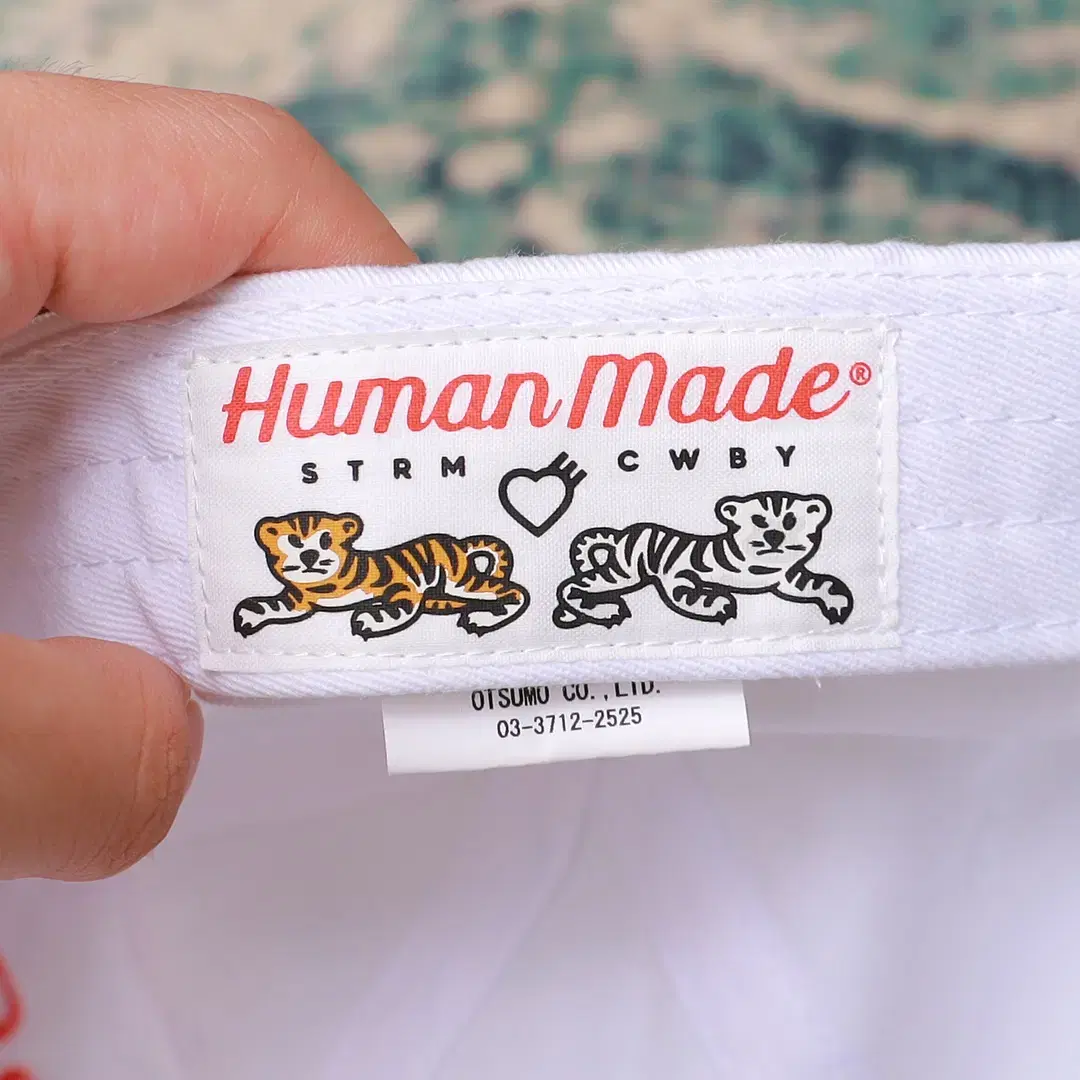 Human Made®
STRM CWBY
OTSUMO CO.,LTD.
03-3712-2525